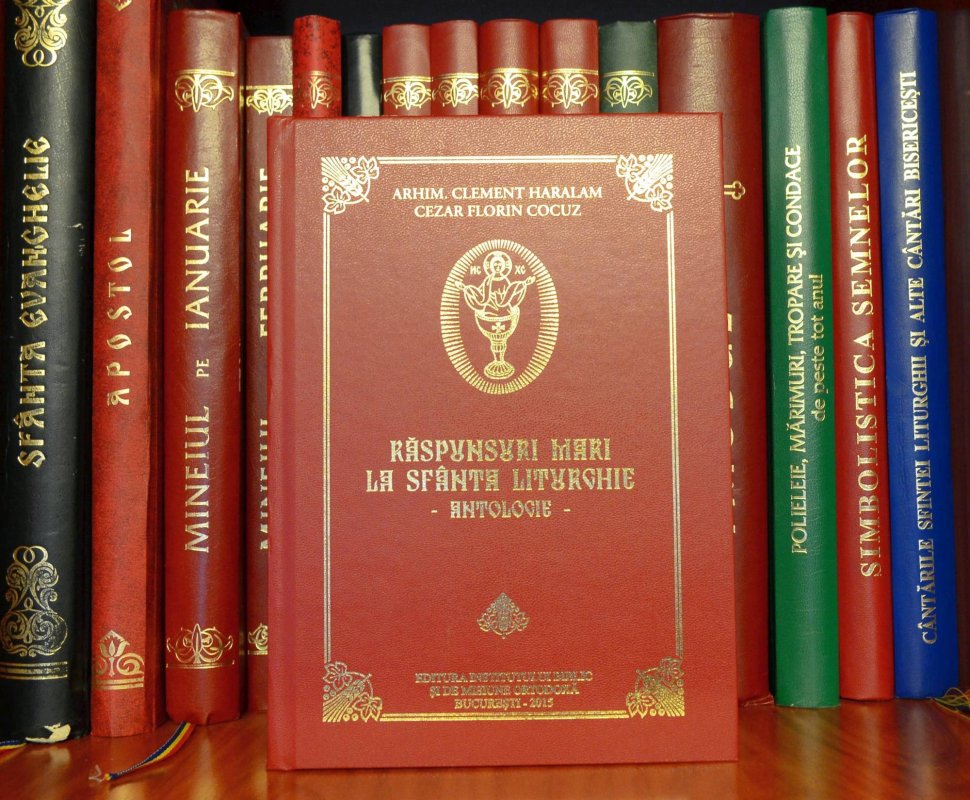 SFÂNTA EVANGHELIE
APOSTOL
MINEIUL PE IANUARIE
ARHIM. CLEMENT HARALAM
CEZAR FLORIN COCUZ
IC XC
RĂSPUNSURI MARI
LA SFÂNTA LITURGHIE
- ANTOLOGIE -
EDITURA INSTITUTULUI BIBLIC
ȘI DE MISIUNE ORTODOXĂ
BUCUREȘTI - 2015
POLIELEIE, MĂRIMURI, TROPARE ȘI CONDACE
de peste tot anul
SIMBOLISTICA SEMNELOR
CÂNTĂRILE SFINTEI LITURGHII ȘI ALTE CÂNTĂRI BISERICEȘTI